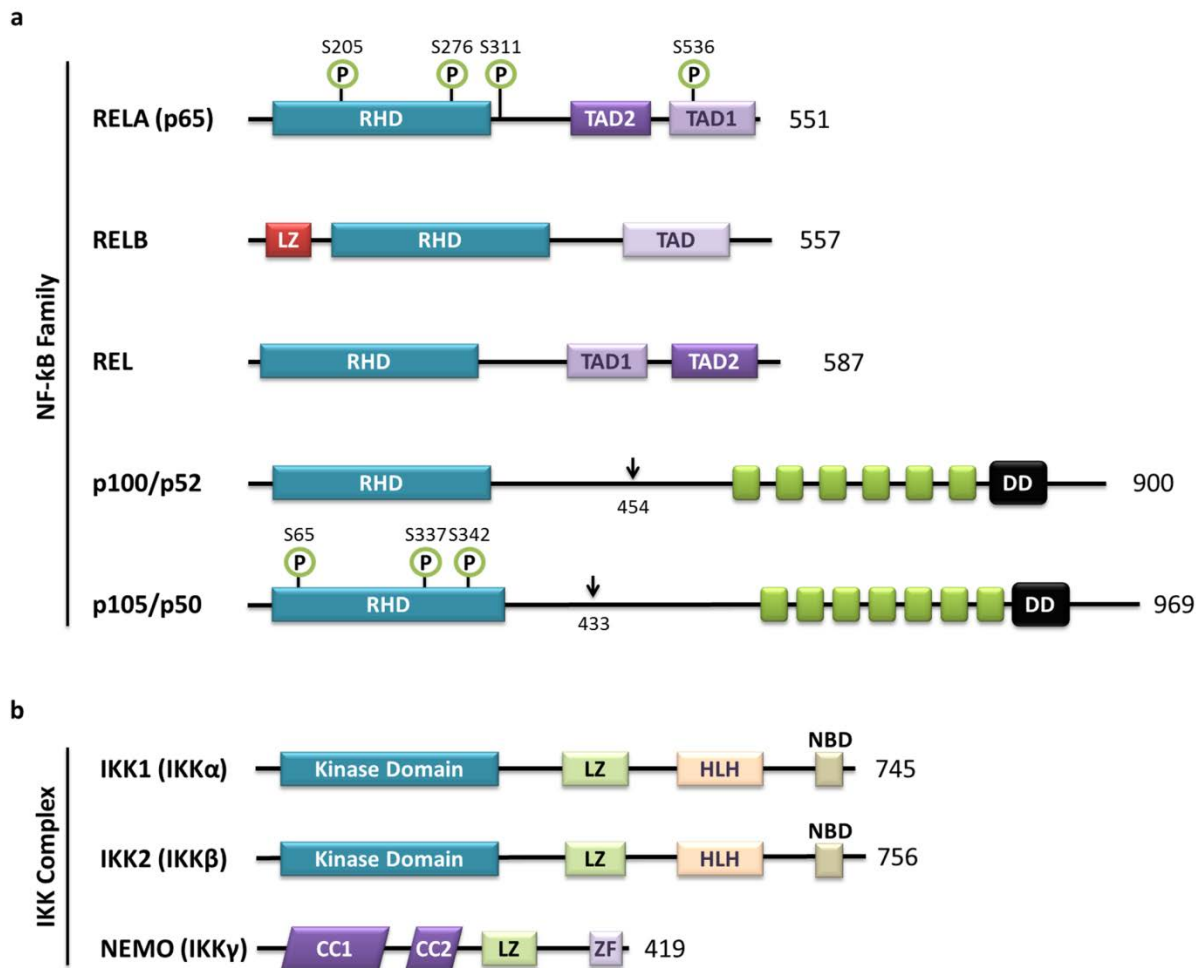 a
NF-ƙB Family
S205 S276 S311 S536
P P P P
RELA (p65) RHD TAD2 TAD1 551
RELB LZ RHD TAD 557
REL RHD TAD1 TAD2 587
p100/p52 RHD DD 900
454
S65 S337 S342
P P P
p105/p50 RHD DD 969
433
b
IKK Complex
NBD
IKK1 (IKKα) Kinase Domain LZ HLH 745
NBD
IKK2 (IKKβ) Kinase Domain LZ HLH 756
NEMO (IKKγ) CC1 CC2 LZ ZF 419